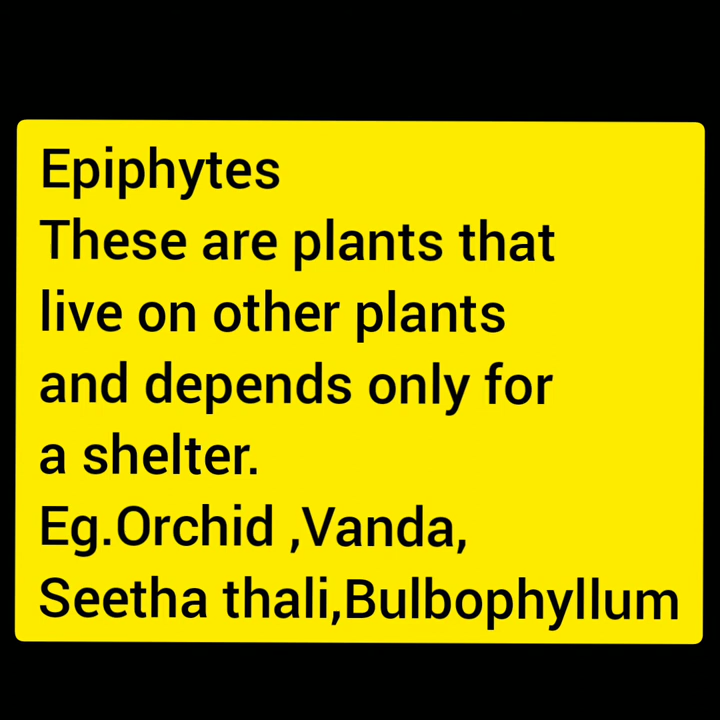 Epiphytes
These are plants that
live on other plants
and depends only for
a shelter.
Eg.Orchid ,Vanda,
Seetha thali,Bulbophyllum